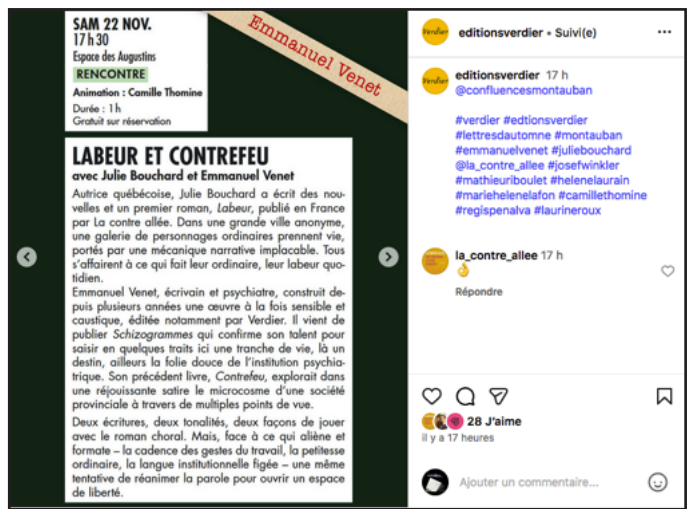 SAM 22 NOV.
17 h 30
Espace des Augustins
RENCONTRE
Animation : Camille Thomine
Durée : 1 h
Gratuit sur réservation
Emmanuel Venet
LABEUR ET CONTREFEU
avec Julie Bouchard et Emmanuel Venet
Autrice québécoise, Julie Bouchard a écrit des nou-
velles et un premier roman, Labeur, publié en France
par La contre allée. Dans une grande ville anonyme,
une galerie de personnages ordinaires prennent vie,
portés par une mécanique narrative implacable. Tous
s'affairent à ce qui fait leur ordinaire, leur labeur quo-
tidien.
Emmanuel Venet, écrivain et psychiatre, construit de-
puis plusieurs années une œuvre à la fois sensible et
caustique, éditée notamment par Verdier. Il vient de
publier Schizogrammes qui confirme son talent pour
saisir en quelques traits ici une tranche de vie, là un
destin, ailleurs la folie douce de l'institution psychia-
trique. Son précédent livre, Contrefeu, explorait dans
une réjouissante satire le microcosme d'une société
provinciale à travers de multiples points de vue.
Deux écritures, deux tonalités, deux façons de jouer
avec le roman choral. Mais, face à ce qui aliène et
formate – la cadence des gestes du travail, la petitesse
ordinaire, la langue institutionnelle figée – une même
tentative de réanimer la parole pour ouvrir un espace
de liberté.
Verdier
editionsverdier • Suivi(e)
Verdier
editionsverdier 17 h
@confluencesmontauban
#verdier #edtionsverdier
#lettresdautomne #montauban
#emmanuelvenet #juliebouchard
@la_contre_allee #josefwinkler
#mathieuriboulet #helenelaurain
#mariehelenelafon #camillethomine
#regispenalva #laurineroux
la_contre_allee 17 h
👌
Répondre
28 J'aime
il y a 17 heures
Ajouter un commentaire...